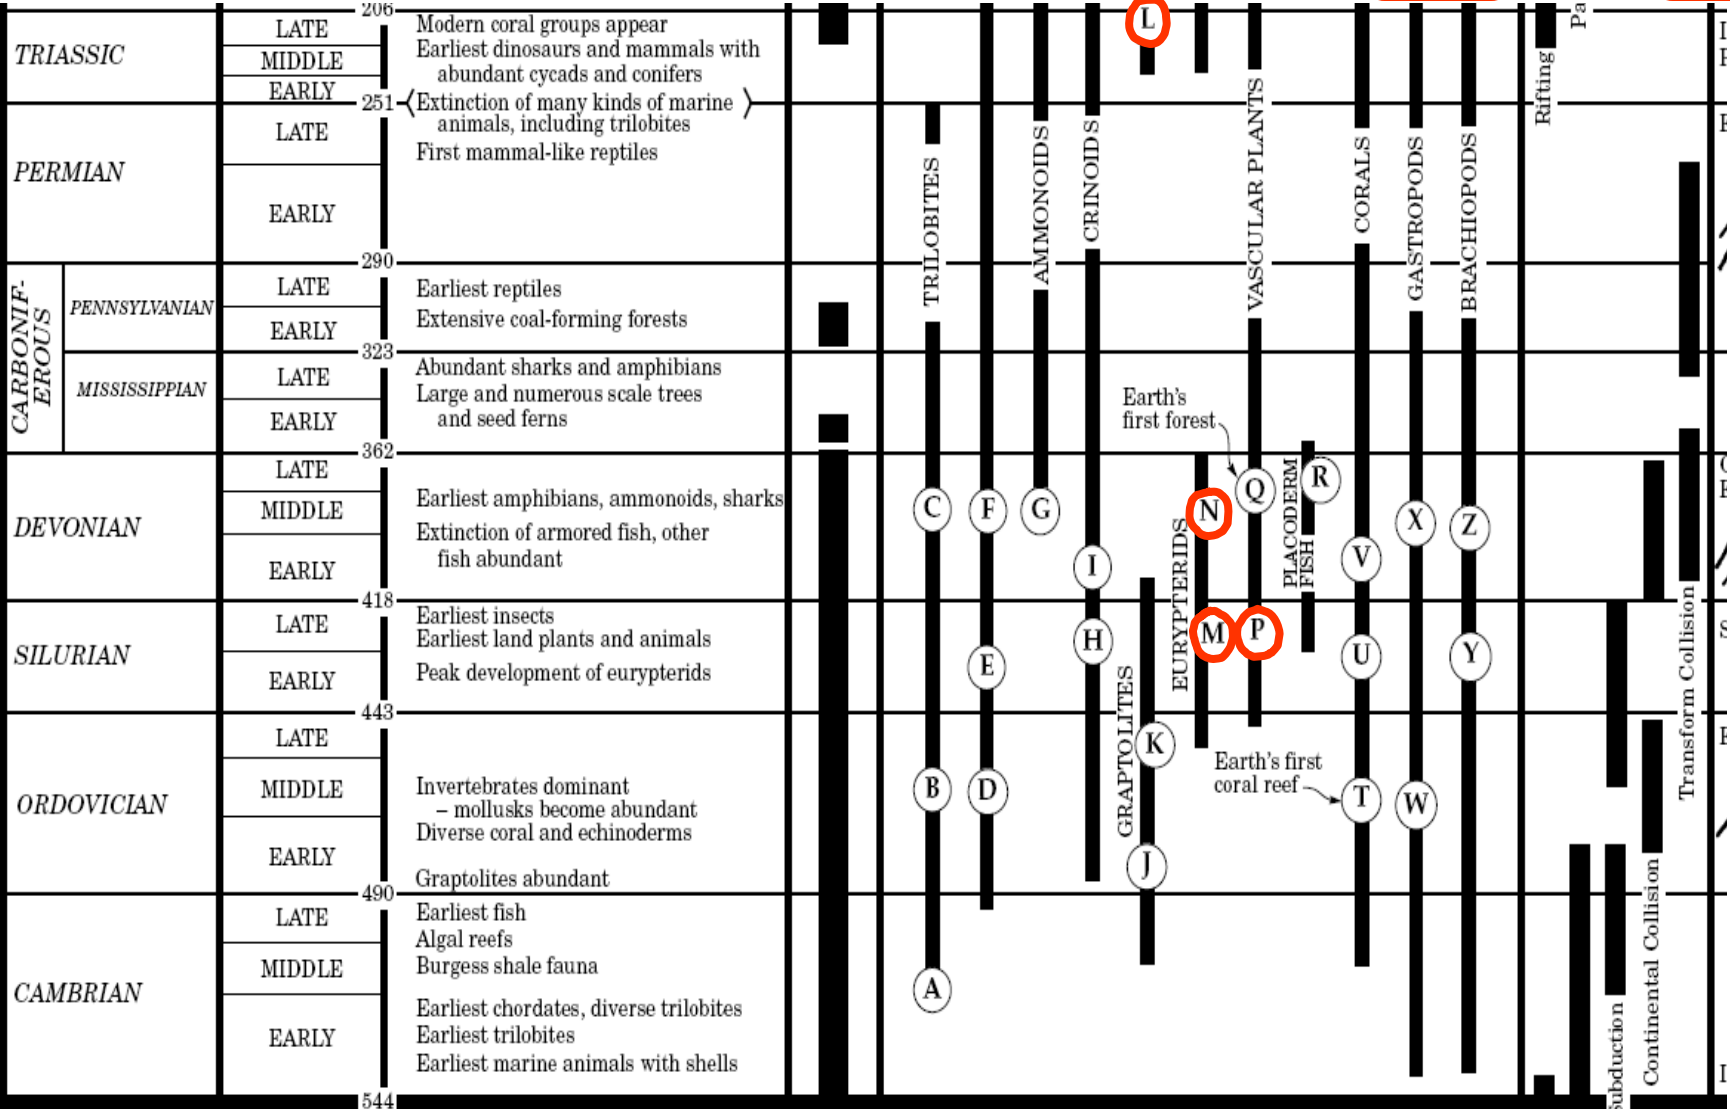 206
TRIASSIC
LATE
MIDDLE
EARLY
Modern coral groups appear
Earliest dinosaurs and mammals with
abundant cycads and conifers
251
Extinction of many kinds of marine
animals, including trilobites
PERMIAN
LATE
EARLY
First mammal-like reptiles
290
CARBONIF-
EROUS
PENNSYLVANIAN
LATE
EARLY
Earliest reptiles
Extensive coal-forming forests
323
MISSISSIPPIAN
LATE
EARLY
Abundant sharks and amphibians
Large and numerous scale trees
and seed ferns
362
DEVONIAN
LATE
MIDDLE
EARLY
Earliest amphibians, ammonoids, sharks
Extinction of armored fish, other
fish abundant
418
SILURIAN
LATE
EARLY
Earliest insects
Earliest land plants and animals
Peak development of eurypterids
443
ORDOVICIAN
LATE
MIDDLE
EARLY
Invertebrates dominant
– mollusks become abundant
Diverse coral and echinoderms
Graptolites abundant
490
CAMBRIAN
LATE
MIDDLE
EARLY
Earliest fish
Algal reefs
Burgess shale fauna
Earliest chordates, diverse trilobites
Earliest trilobites
Earliest marine animals with shells
544
TRILOBITES
C
B
A
F
E
D
AMMONOIDS
G
CRINOIDS
I
H
L
GRAPTOLITES
K
J
EURYPTERIDS
N
M
VASCULAR PLANTS
Earth's
first forest
Q
P
PLACODERM
FISH
R
CORALS
V
U
Earth's first
coral reef
T
GASTROPODS
X
W
BRACHIOPODS
Z
Y
Rifting
Pa
Subduction
Continental Collision
Transform Collision